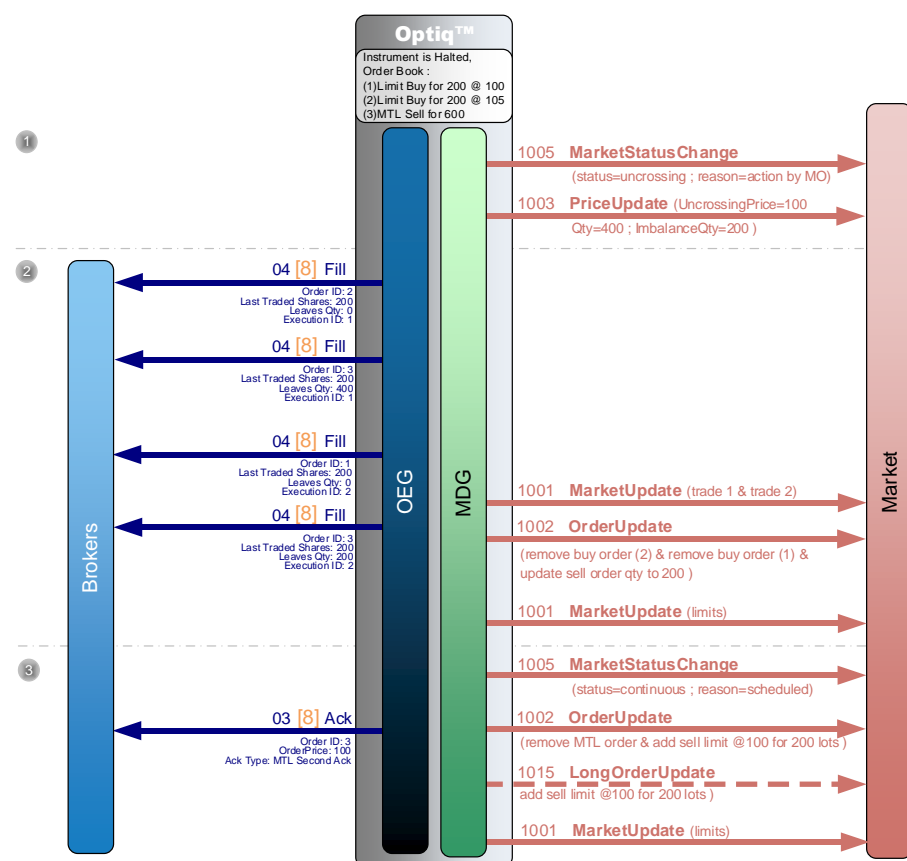 Optiq™
Instrument is Halted,
Order Book :
(1)Limit Buy for 200 @ 100
(2)Limit Buy for 200 @ 105
(3)MTL Sell for 600
1
1005 MarketStatusChange
(status=uncrossing ; reason=action by MO)
1003 PriceUpdate (UncrossingPrice=100
Qty=400 ; ImbalanceQty=200 )
2
04 [8] Fill
Order ID: 2
Last Traded Shares: 200
Leaves Qty: 0
Execution ID: 1
04 [8] Fill
Order ID: 3
Last Traded Shares: 200
Leaves Qty: 400
Execution ID: 1
04 [8] Fill
Order ID: 1
Last Traded Shares: 200
Leaves Qty: 0
Execution ID: 2
04 [8] Fill
Order ID: 3
Last Traded Shares: 200
Leaves Qty: 200
Execution ID: 2
Brokers
OEG
MDG
Market
1001 MarketUpdate (trade 1 & trade 2)
1002 OrderUpdate
(remove buy order (2) & remove buy order (1) &
update sell order qty to 200 )
1001 MarketUpdate (limits)
3
1005 MarketStatusChange
(status=continuous ; reason=scheduled)
03 [8] Ack
Order ID: 3
OrderPrice: 100
Ack Type: MTL Second Ack
1002 OrderUpdate
(remove MTL order & add sell limit @100 for 200 lots )
1015 LongOrderUpdate
add sell limit @100 for 200 lots )
1001 MarketUpdate (limits)